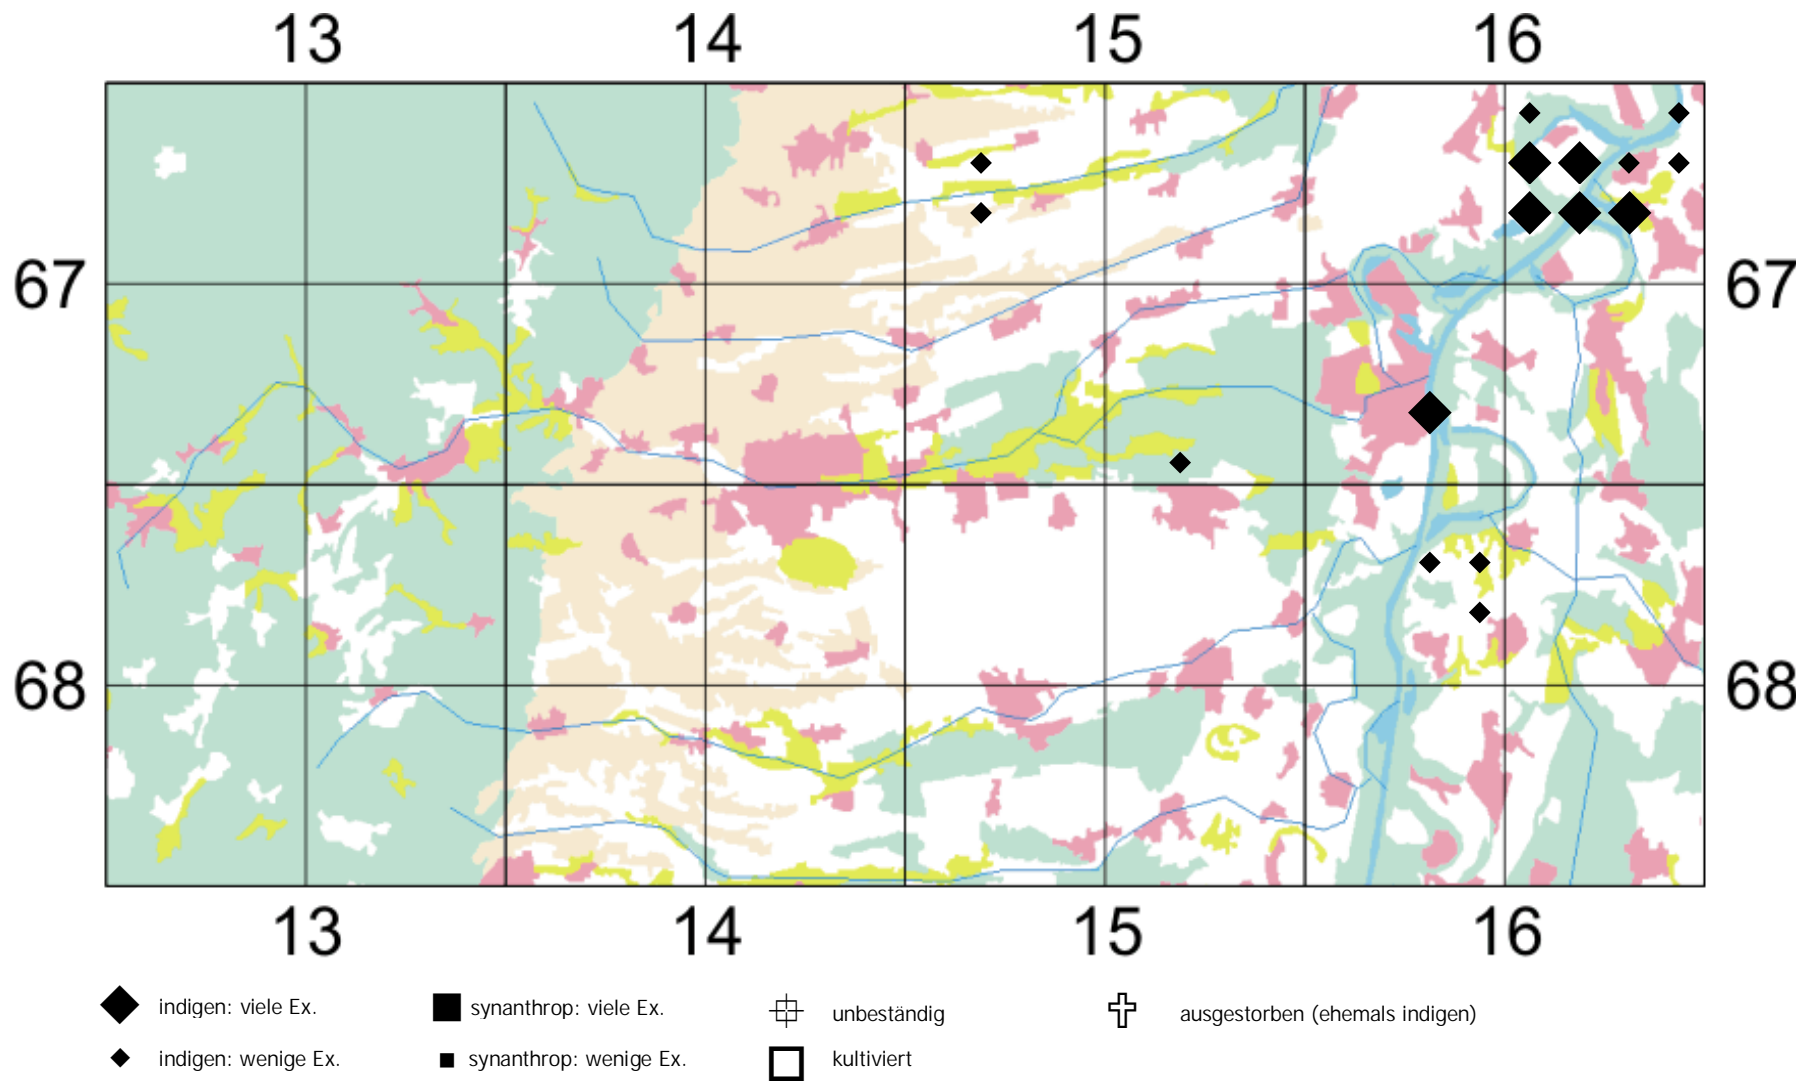 13 14 15 16
67 67
68 68
13 14 15 16
indigen: viele Ex. synanthrop: viele Ex. unbeständig ausgestorben (ehemals indigen)
indigen: wenige Ex. synanthrop: wenige Ex. kultiviert